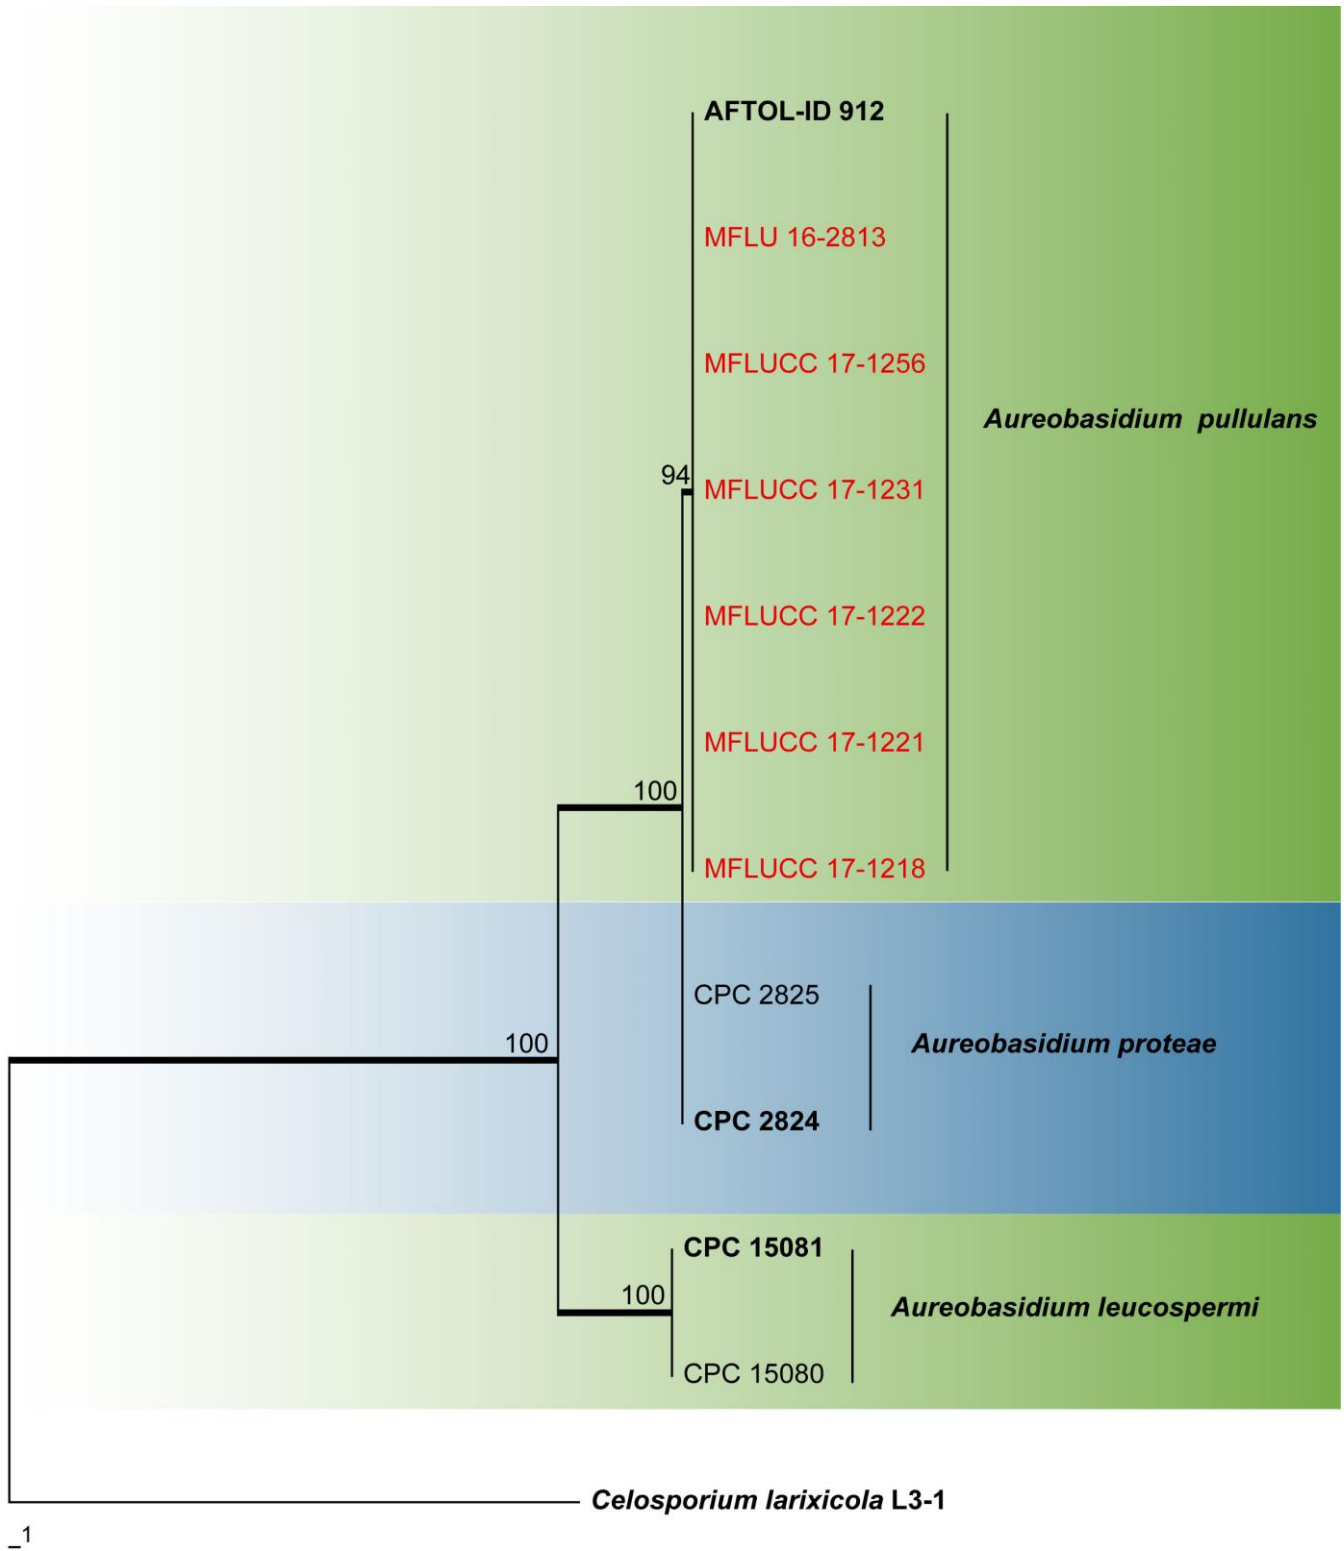 AFTOL-ID 912
MFLU 16-2813
MFLUCC 17-1256
Aureobasidium pullulans
94
MFLUCC 17-1231
MFLUCC 17-1222
MFLUCC 17-1221
100
MFLUCC 17-1218
CPC 2825
100
Aureobasidium proteae
CPC 2824
CPC 15081
100
Aureobasidium leucospermi
CPC 15080
Celosporium larixicola L3-1
1